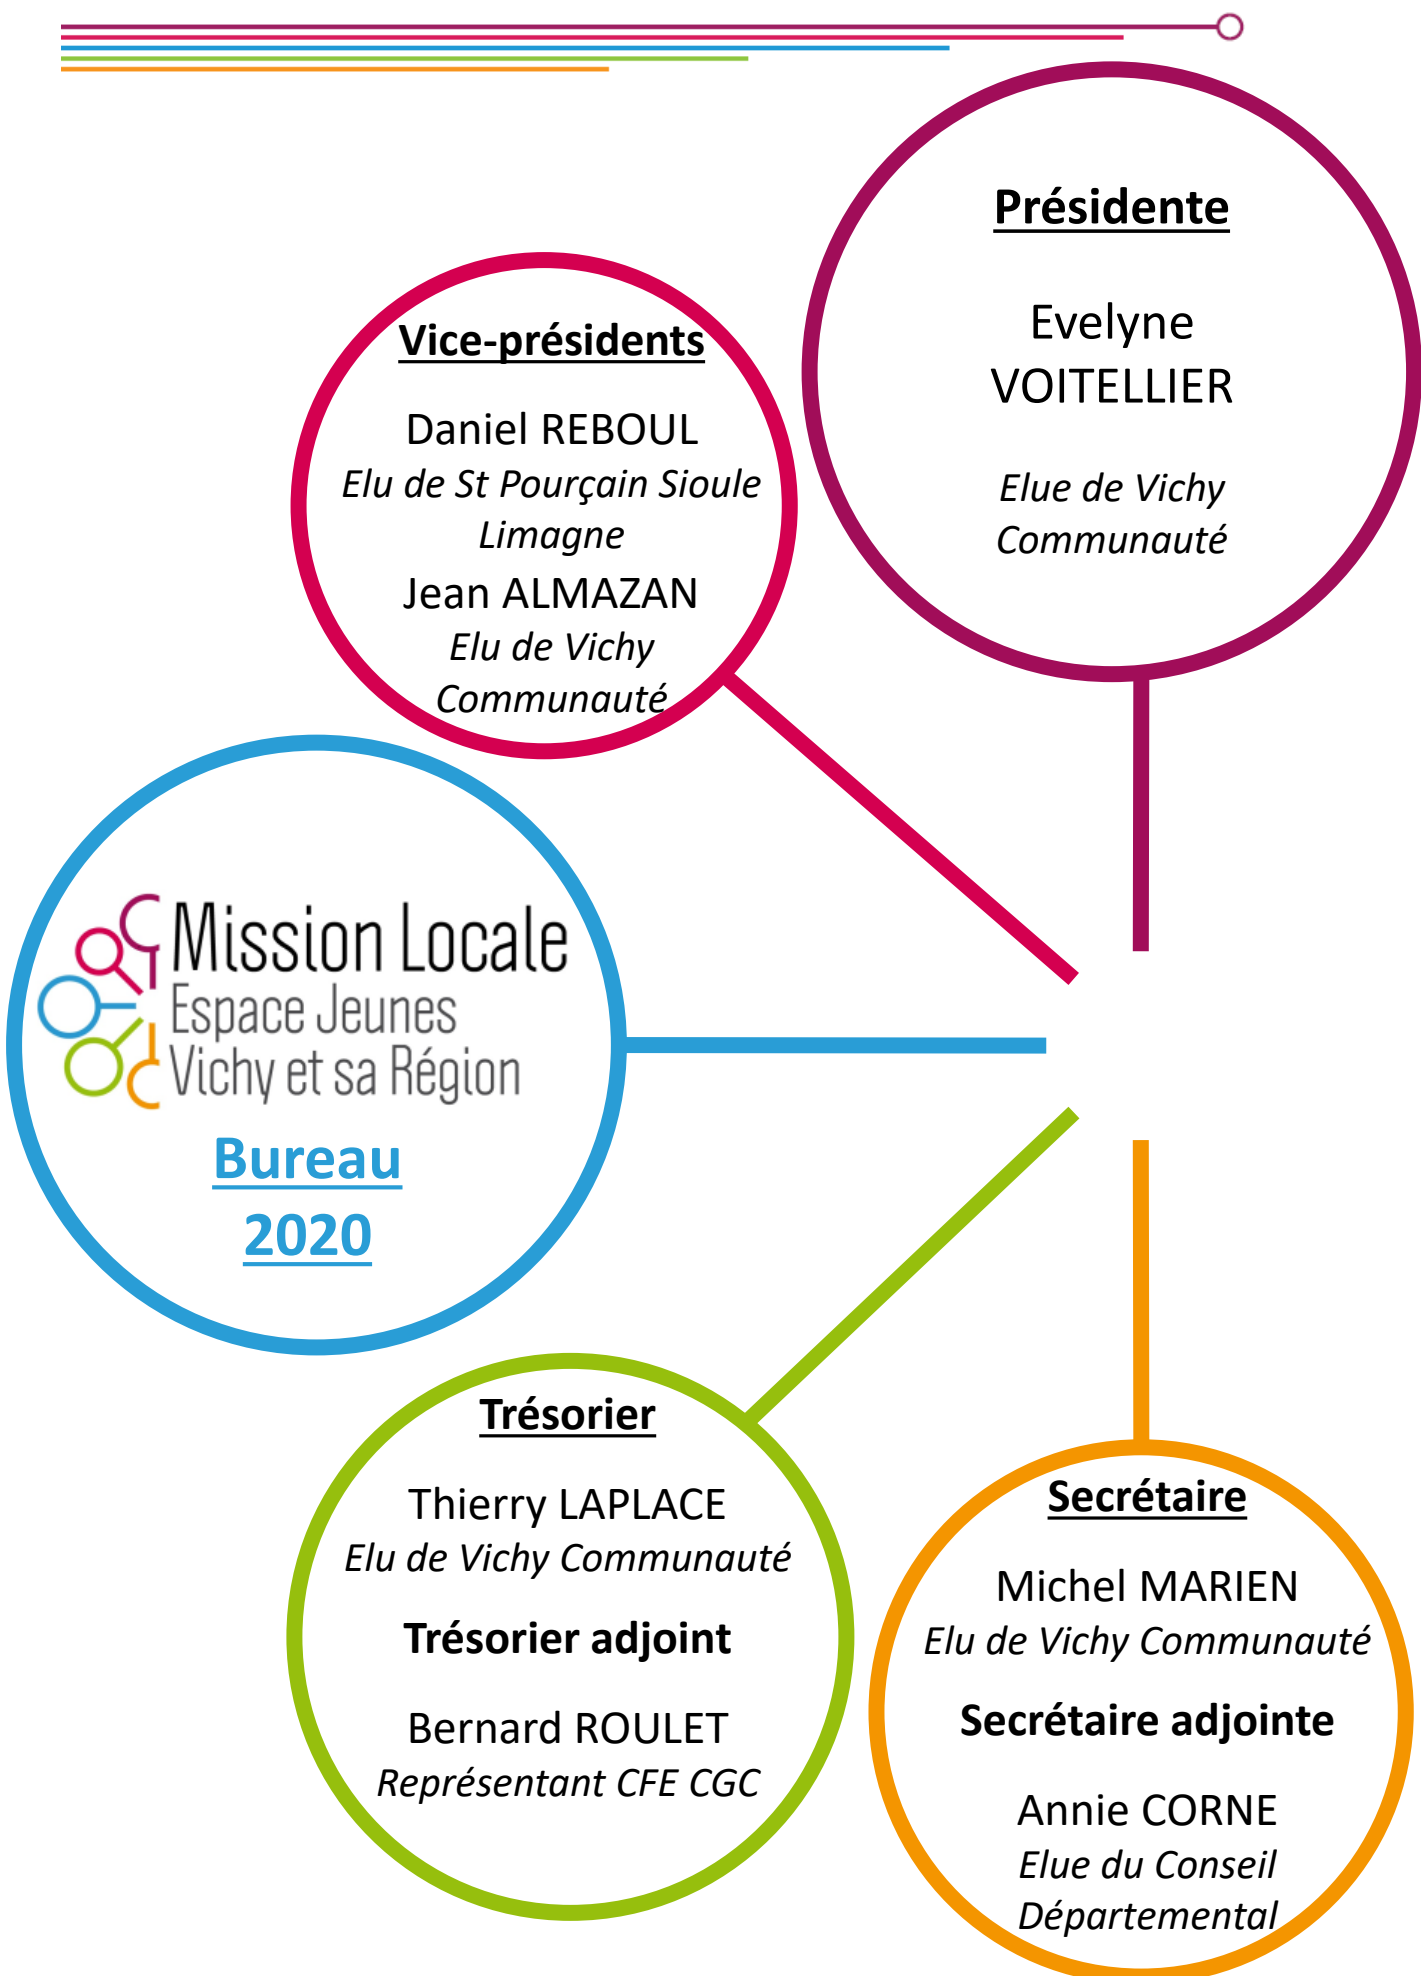 Présidente
Evelyne
VOITELLIER
Elue de Vichy
Communauté
Vice-présidents
Daniel REBOUL
Elu de St Pourçain Sioule
Limagne
Jean ALMAZAN
Elu de Vichy
Communauté
Mission Locale
Espace Jeunes
Vichy et sa Région
Bureau
2020
Trésorier
Thierry LAPLACE
Elu de Vichy Communauté
Trésorier adjoint
Bernard ROULET
Représentant CFE CGC
Secrétaire
Michel MARIEN
Elu de Vichy Communauté
Secrétaire adjointe
Annie CORNE
Elue du Conseil
Départemental